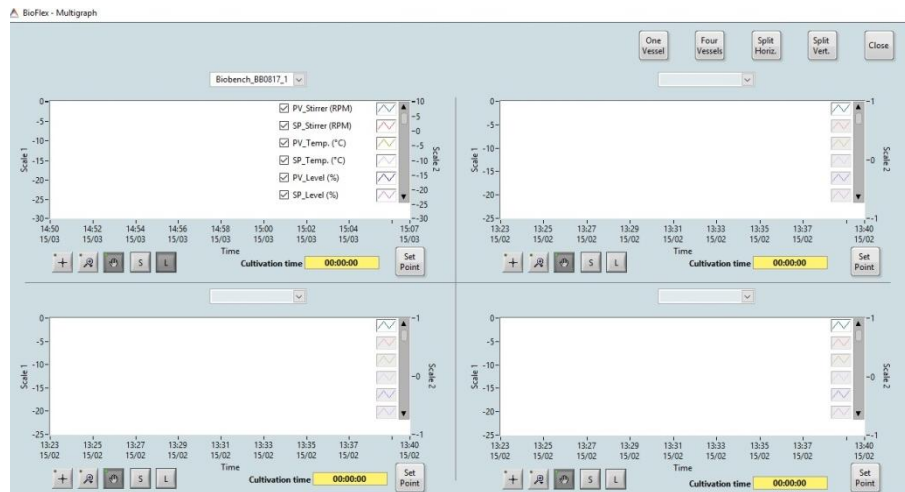 BioFlex - Multigraph
One Vessel
Four Vessels
Split Horiz.
Split Vert.
Close
Biobench_BB0817_1
Scale 1
0
-5
-10
-15
-20
-25
-30
PV_Stirrer (RPM)
SP_Stirrer (RPM)
PV_Temp. (°C)
SP_Temp. (°C)
PV_Level (%)
SP_Level (%)
10
-5
-0
-5
-10
-15
-20
-25
-30
Scale 2
14:50 14:52 14:54 14:56 14:58 15:00 15:02 15:04 15:07
15/03 15/03 15/03 15/03 15/03 15/03 15/03 15/03 15/03
Time
S L
Cultivation time 00:00:00
Set Point
Scale 1
0
-5
-10
-15
-20
-25
1
0
-1
Scale 2
13:23 13:25 13:27 13:29 13:31 13:33 13:35 13:37 13:40
15/02 15/02 15/02 15/02 15/02 15/02 15/02 15/02 15/02
Time
S L
Cultivation time 00:00:00
Set Point
Scale 1
0
-5
-10
-15
-20
-25
1
0
-1
Scale 2
13:23 13:25 13:27 13:29 13:31 13:33 13:35 13:37 13:40
15/02 15/02 15/02 15/02 15/02 15/02 15/02 15/02 15/02
Time
S L
Cultivation time 00:00:00
Set Point
Scale 1
0
-5
-10
-15
-20
-25
1
0
-1
Scale 2
13:23 13:25 13:27 13:29 13:31 13:33 13:35 13:37 13:40
15/02 15/02 15/02 15/02 15/02 15/02 15/02 15/02 15/02
Time
S L
Cultivation time 00:00:00
Set Point